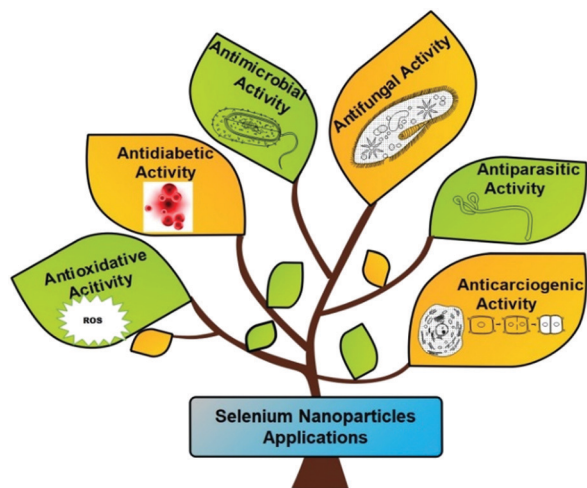 Antimicrobial
Activity
Antifungal Activity
Antidiabetic
Activity
Antiparasitic
Activity
Antioxidative
Acitivity
ROS
Anticarciogenic
Activity
Selenium Nanoparticles
Applications